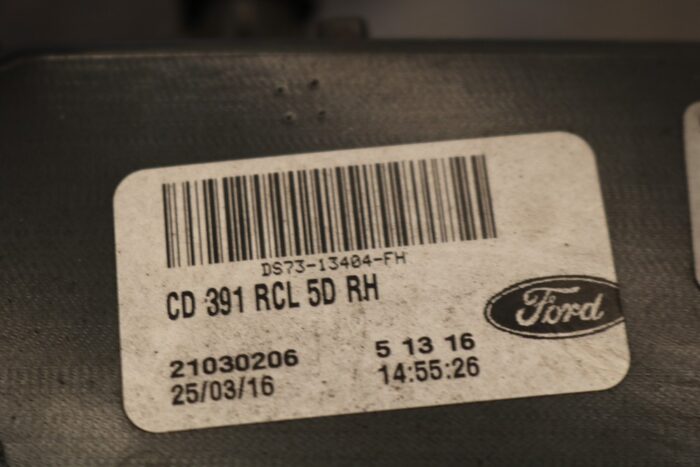 DS73-13404-FH
CD 391 RCL 5D RH
Ford
21030206 5 13 16
25/03/16 14:55:26